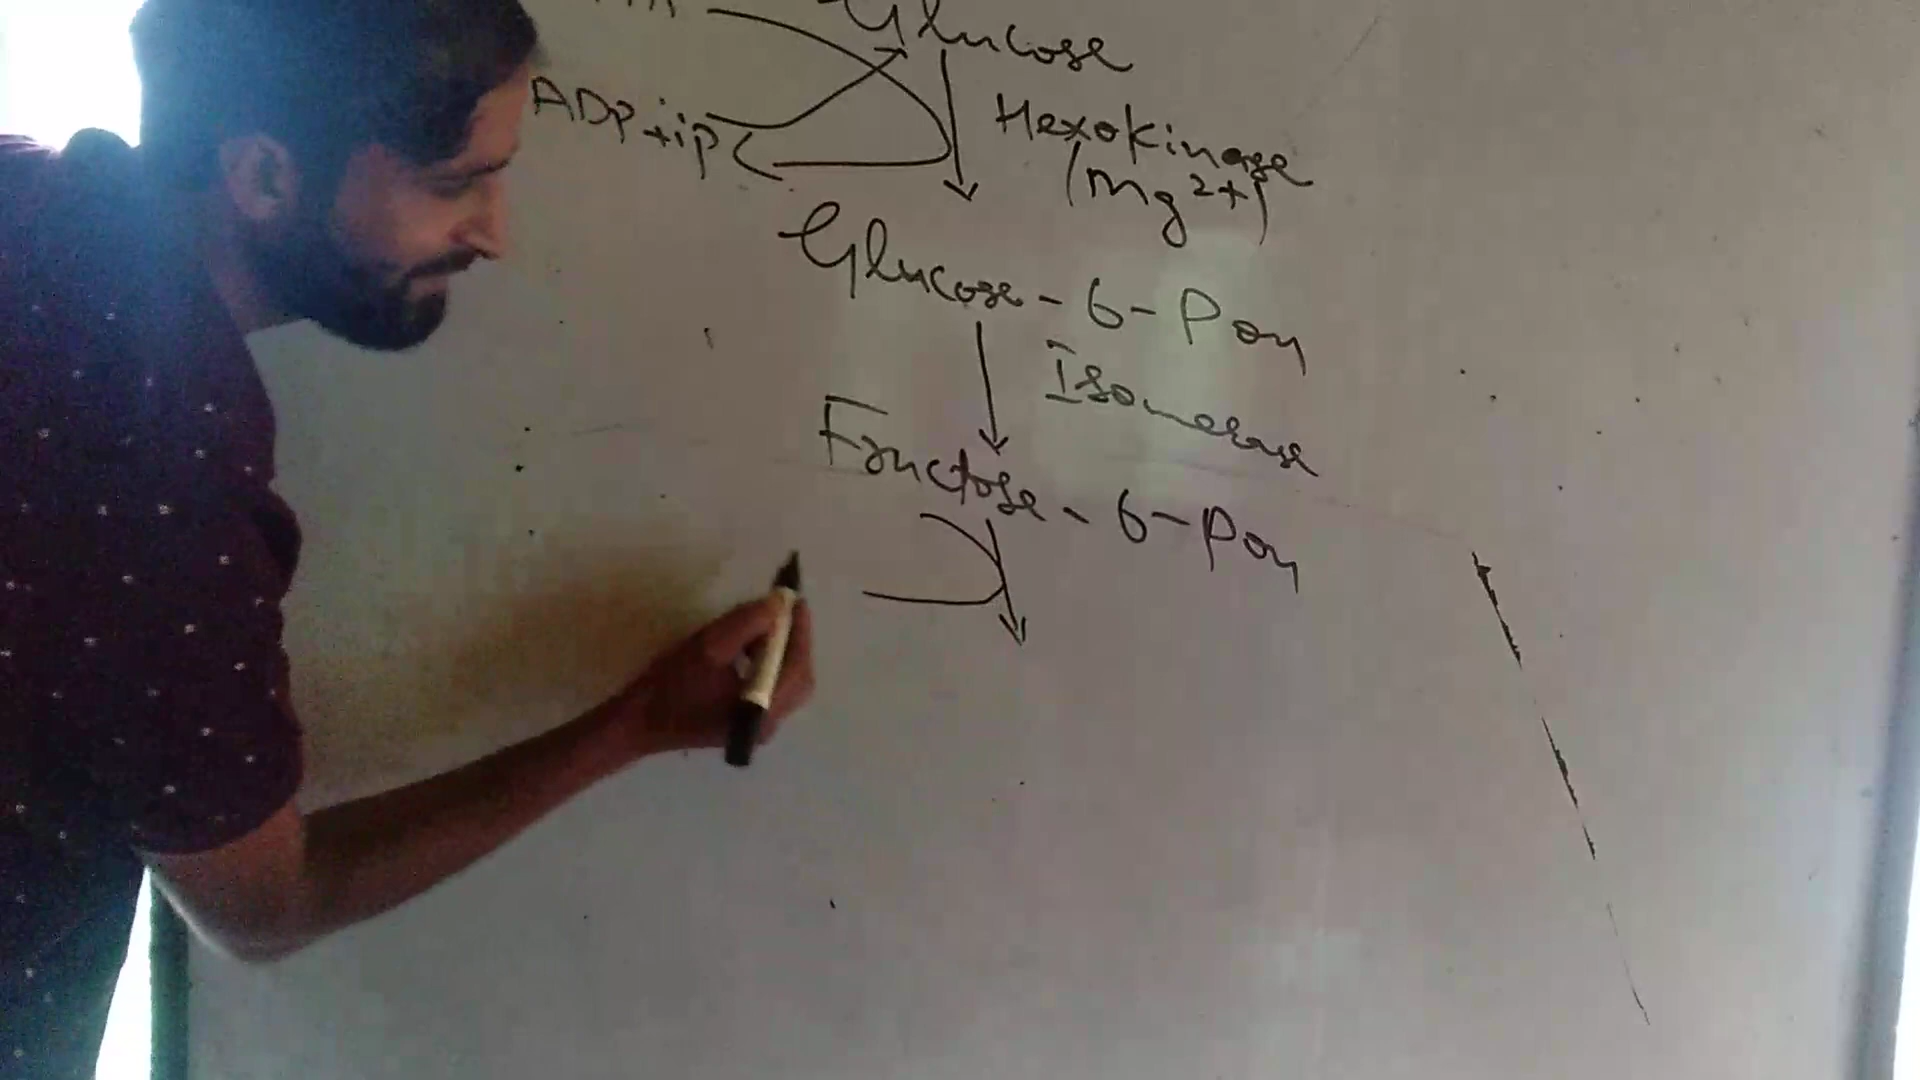 Glucose
ADP + ip
Hexokinase
(Mg2+)
Glucose - 6 - Po4
Isomerase
Fructose - 6 - Po4